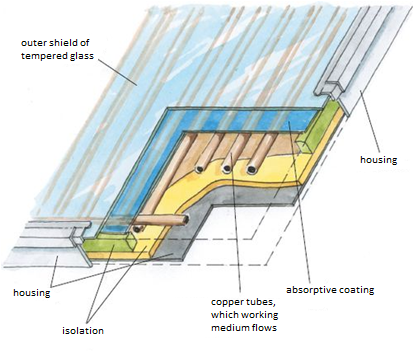 outer shield of
tempered glass
housing
housing
absorptive coating
copper tubes,
which working
medium flows
isolation